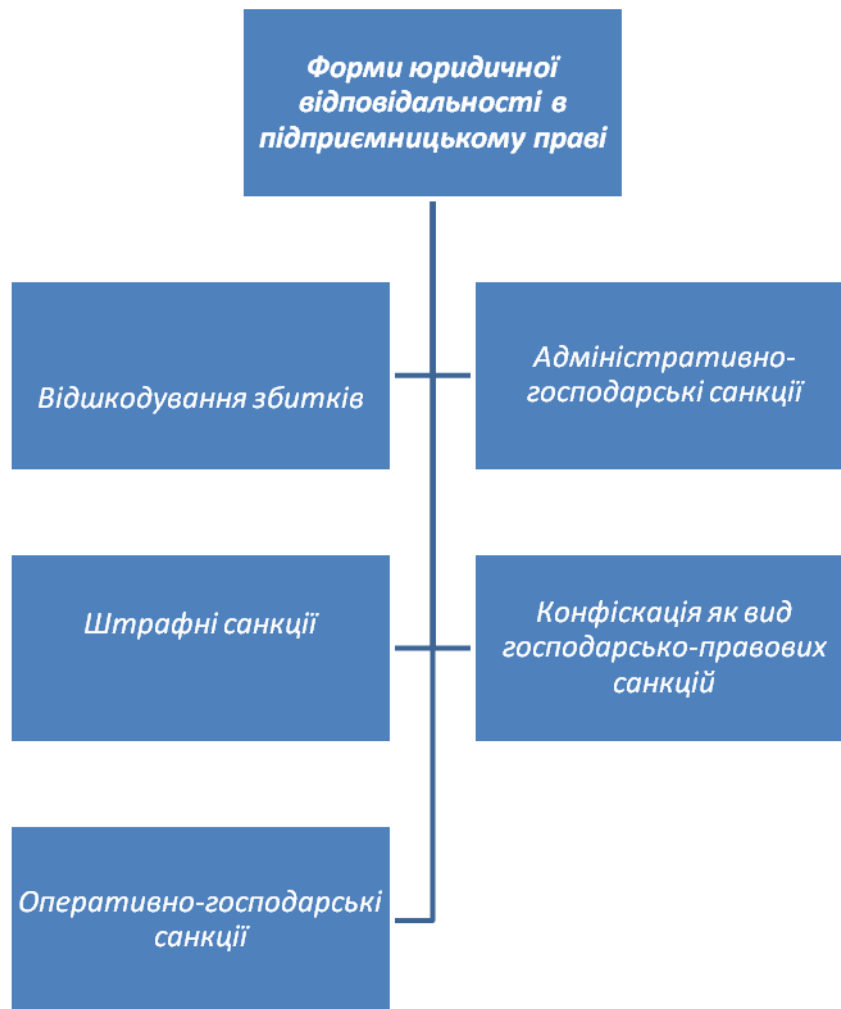 Форми юридичної
відповідальності в
підприємницькому праві
Відшкодування збитків
Адміністративно-
господарські санкції
Штрафні санкції
Конфіскація як вид
господарсько-правових
санкцій
Оперативно-господарські
санкції